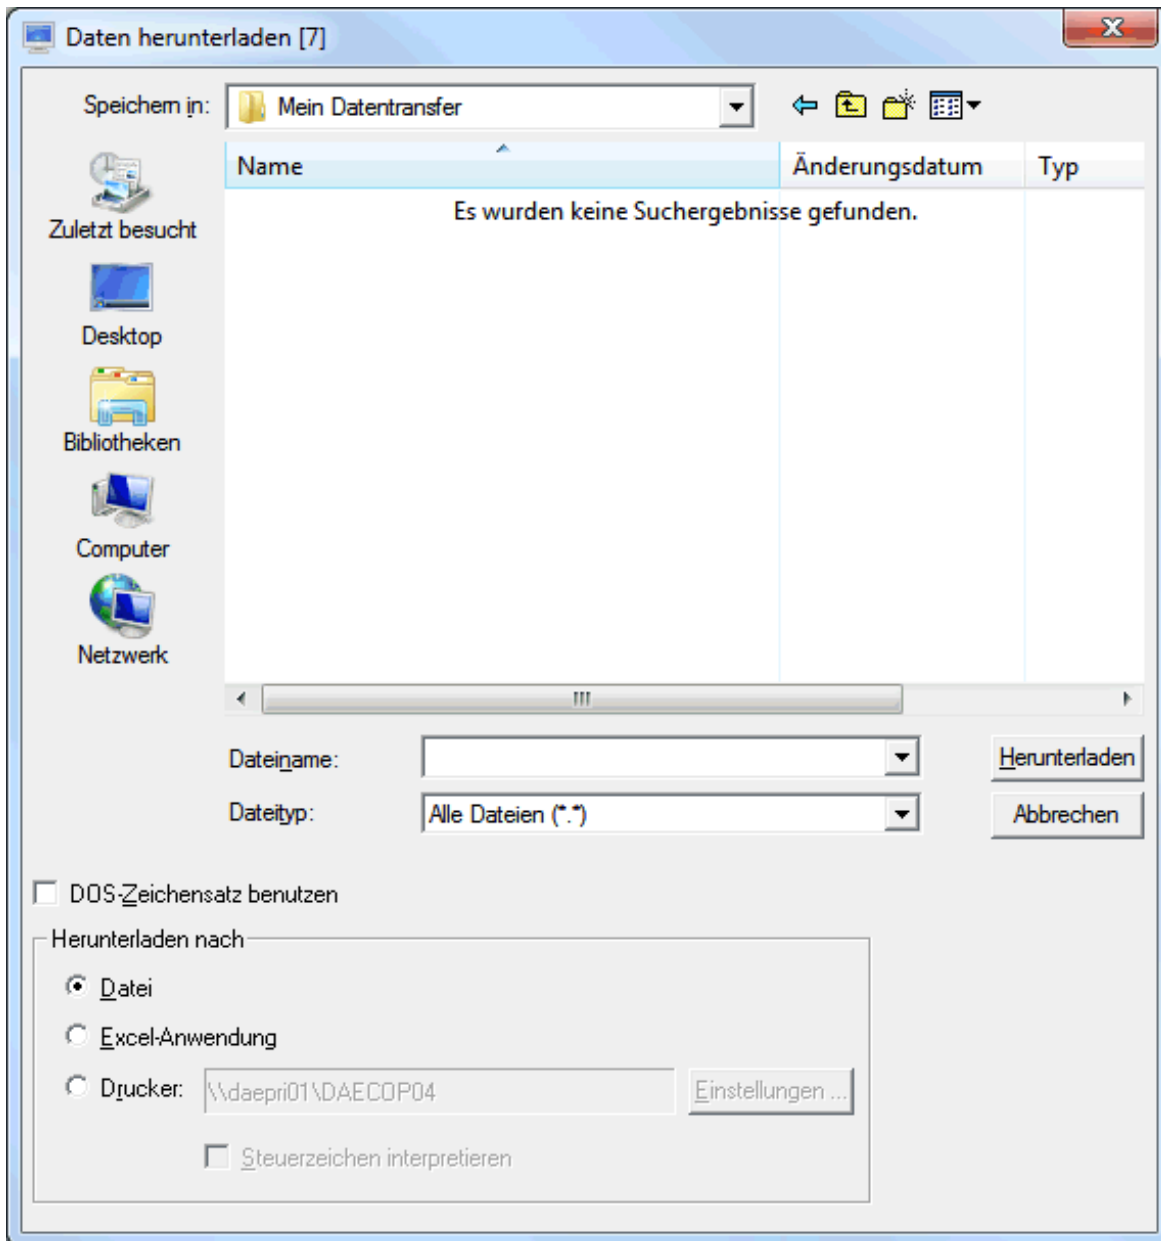 Daten herunterladen [7]
Speichern in:
Mein Datentransfer
Name
Änderungsdatum
Typ
Es wurden keine Suchergebnisse gefunden.
Zuletzt besucht
Desktop
Bibliotheken
Computer
Netzwerk
Dateiname:
Herunterladen
Dateityp:
Alle Dateien (*.*)
Abbrechen
DOS-Zeichensatz benutzen
Herunterladen nach
Datei
Excel-Anwendung
Drucker:
\\daepri01\DAECOP04
Einstellungen ...
Steuerzeichen interpretieren